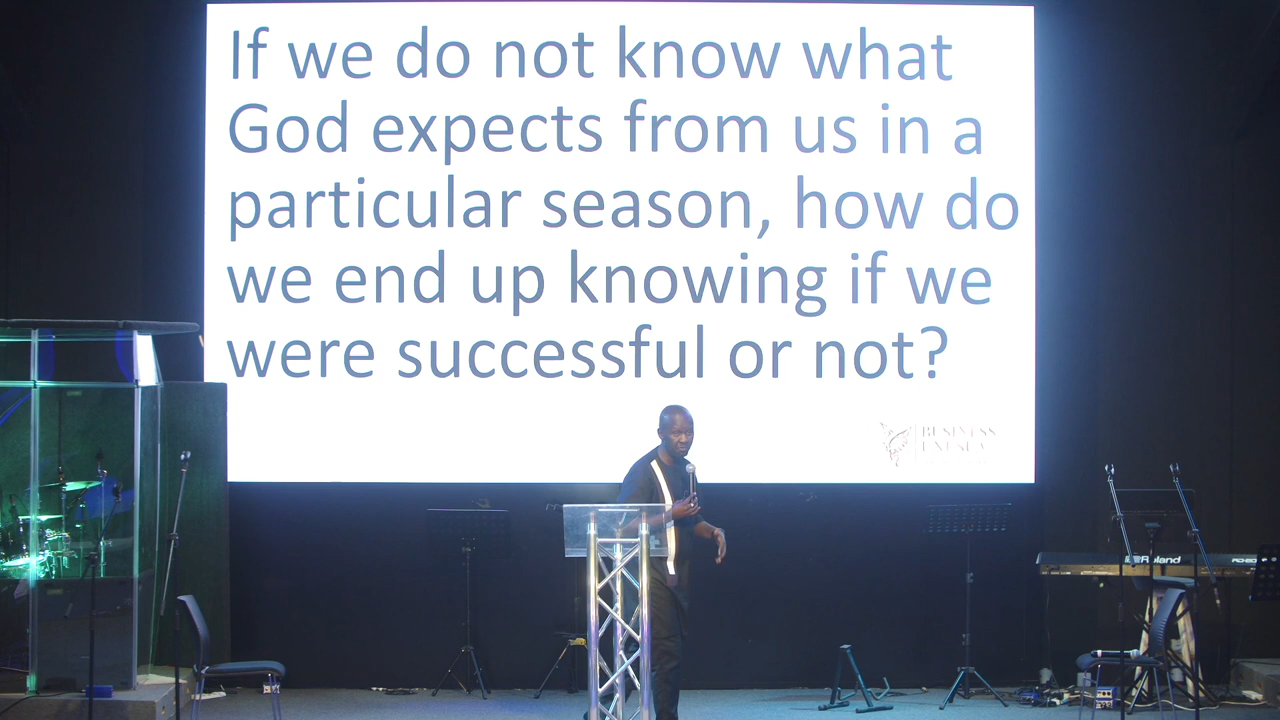 If we do not know what
God expects from us in a
particular season, how do
we end up knowing if we
were successful or not?
BUSINESS
Roland